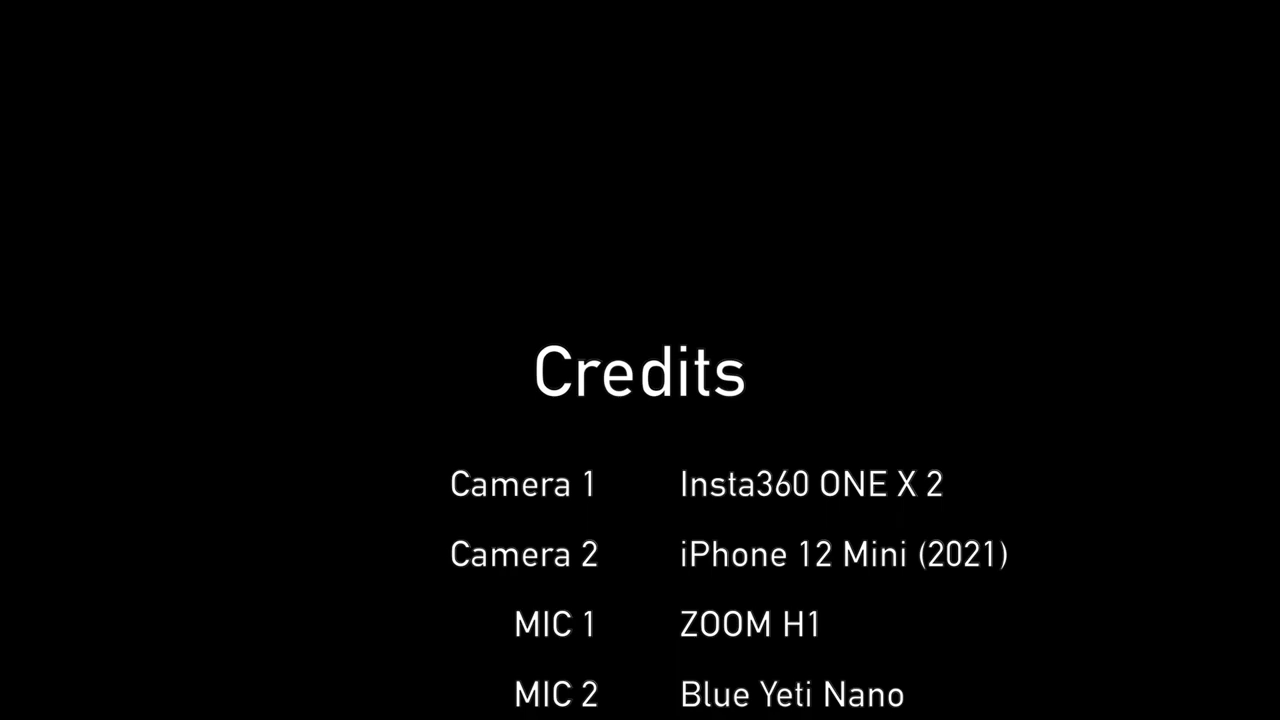 Credits
Camera 1 Insta360 ONE X 2
Camera 2 iPhone 12 Mini (2021)
MIC 1 ZOOM H1
MIC 2 Blue Yeti Nano